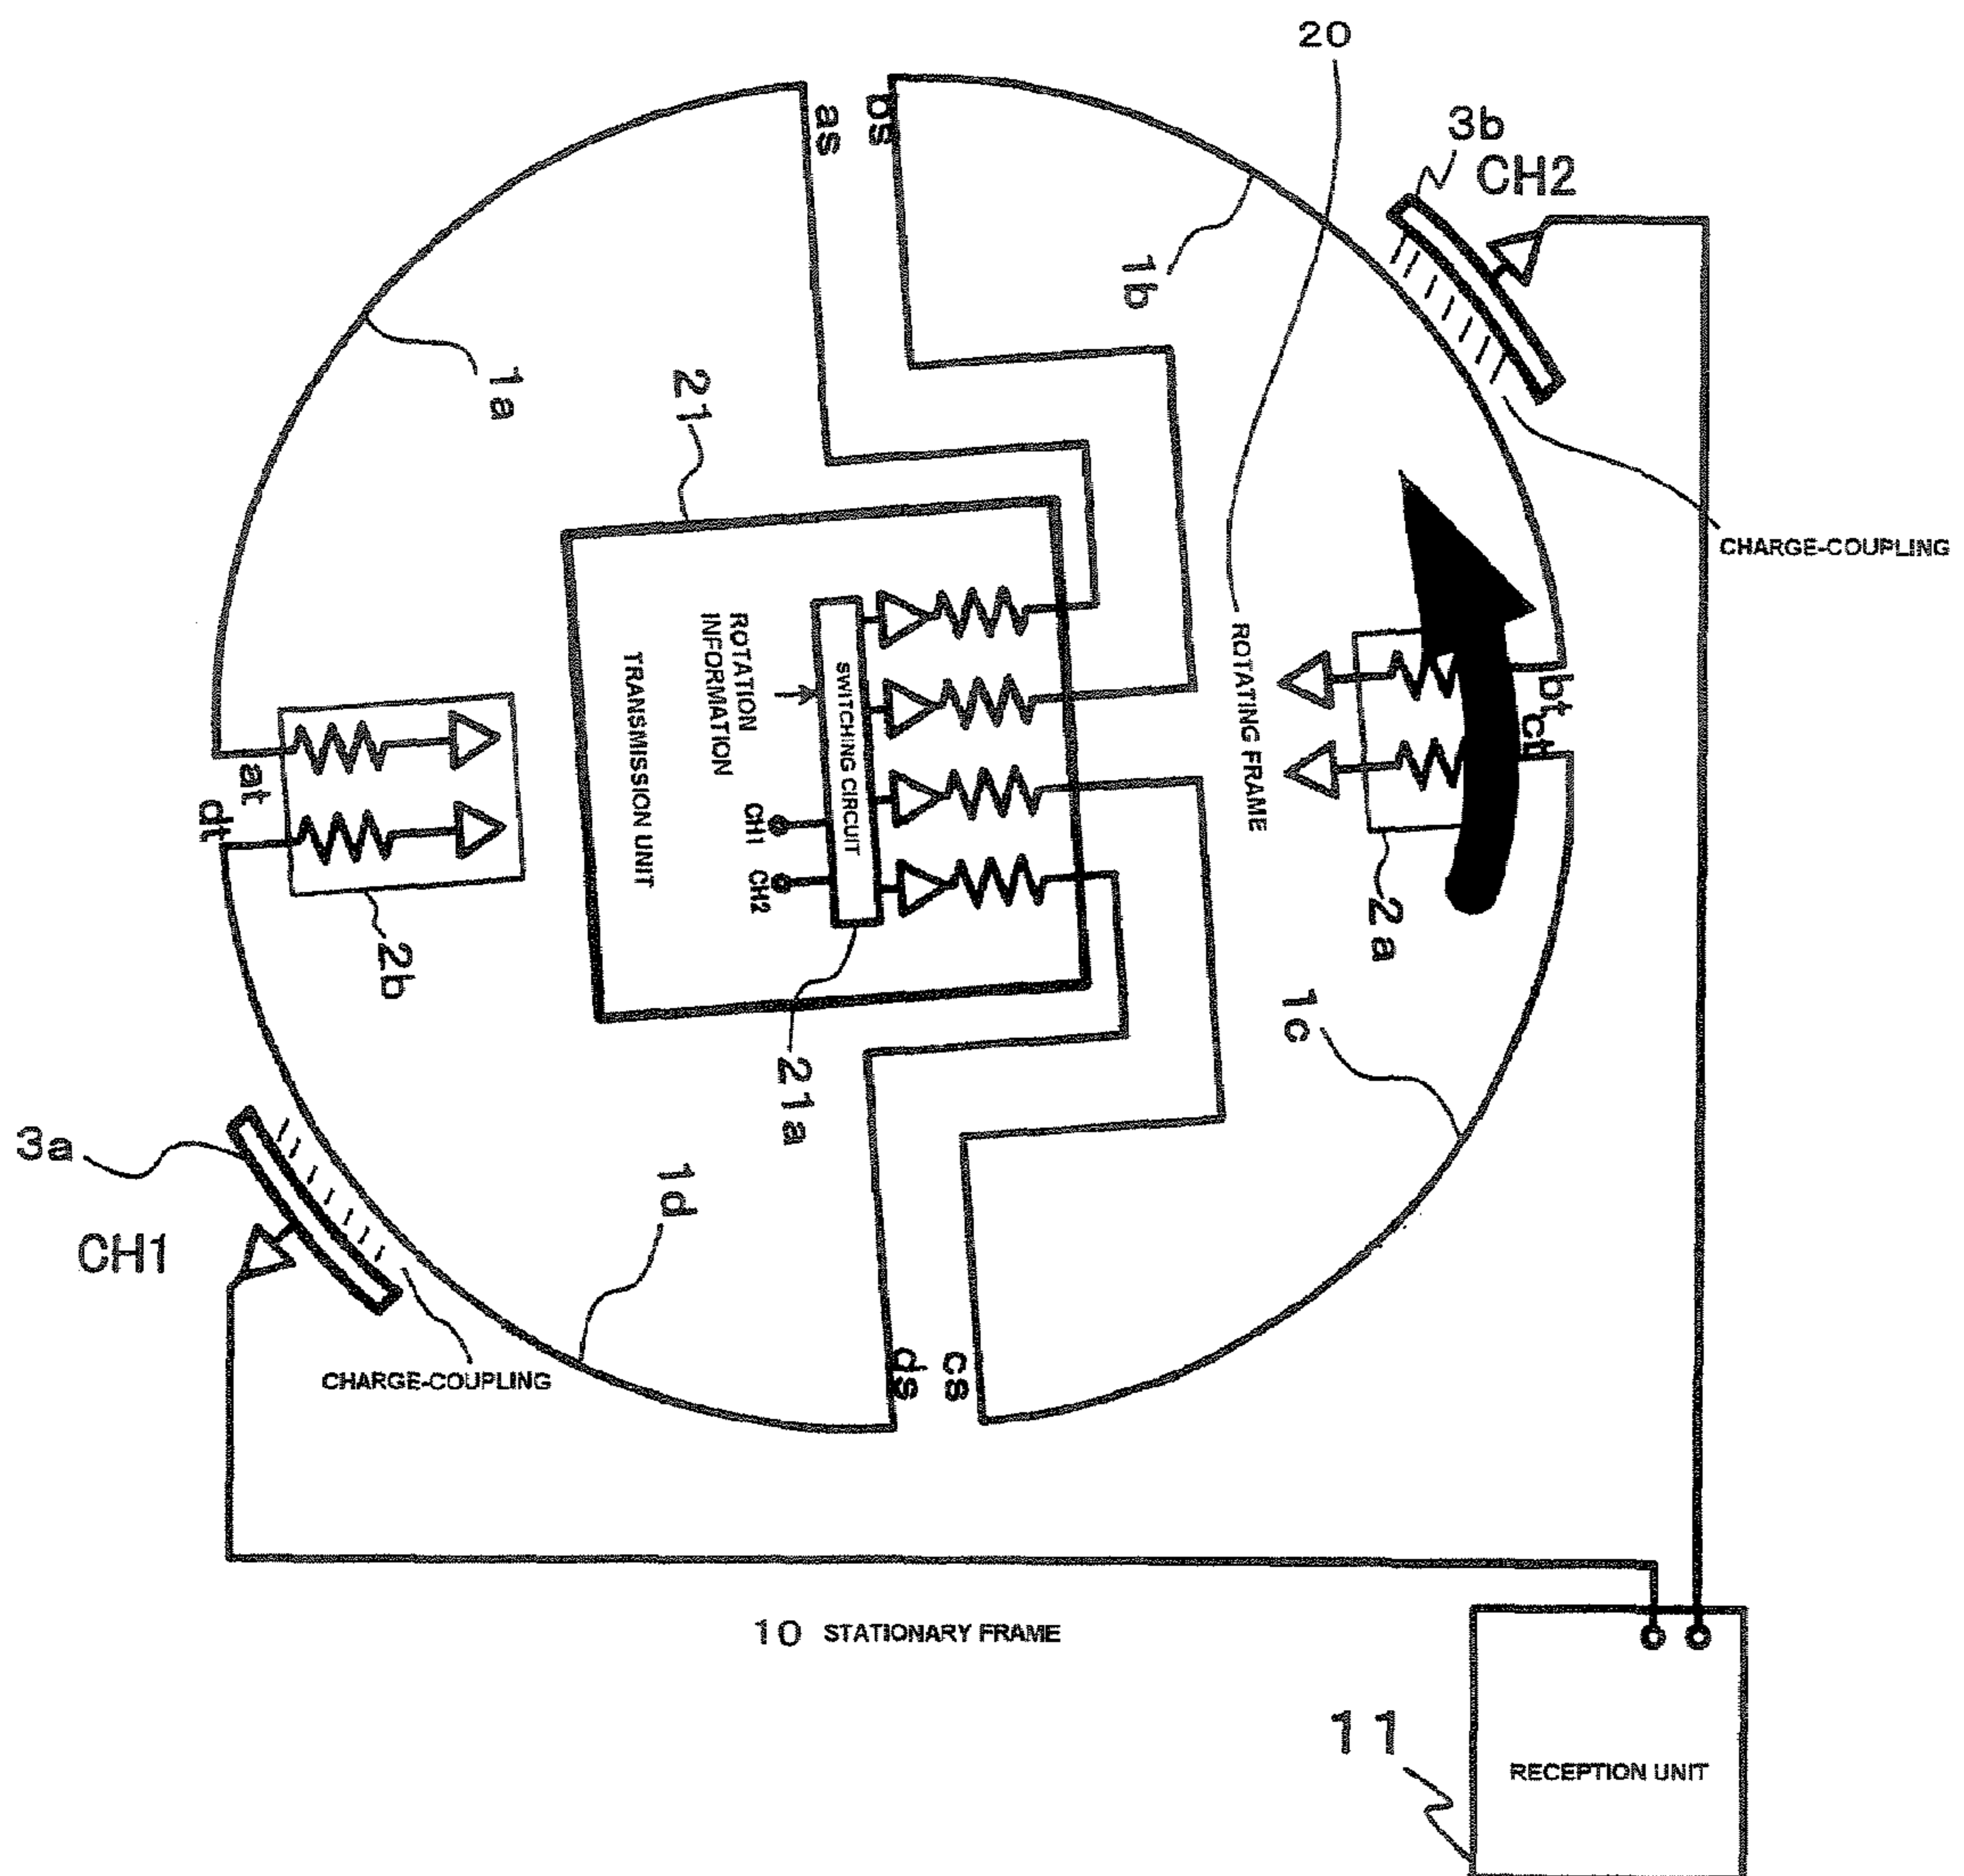 20
3b
CH2
as
bs
1b
1a
21
CHARGE-COUPLING
ROTATION
INFORMATION
TRANSMISSION UNIT
SWITCHING CIRCUIT
ROTATING FRAME
bt
ct
at
dt
CH1
CH2
2a
2b
1c
21a
3a
1d
CH1
ds
cs
CHARGE-COUPLING
10 STATIONARY FRAME
11
RECEPTION UNIT